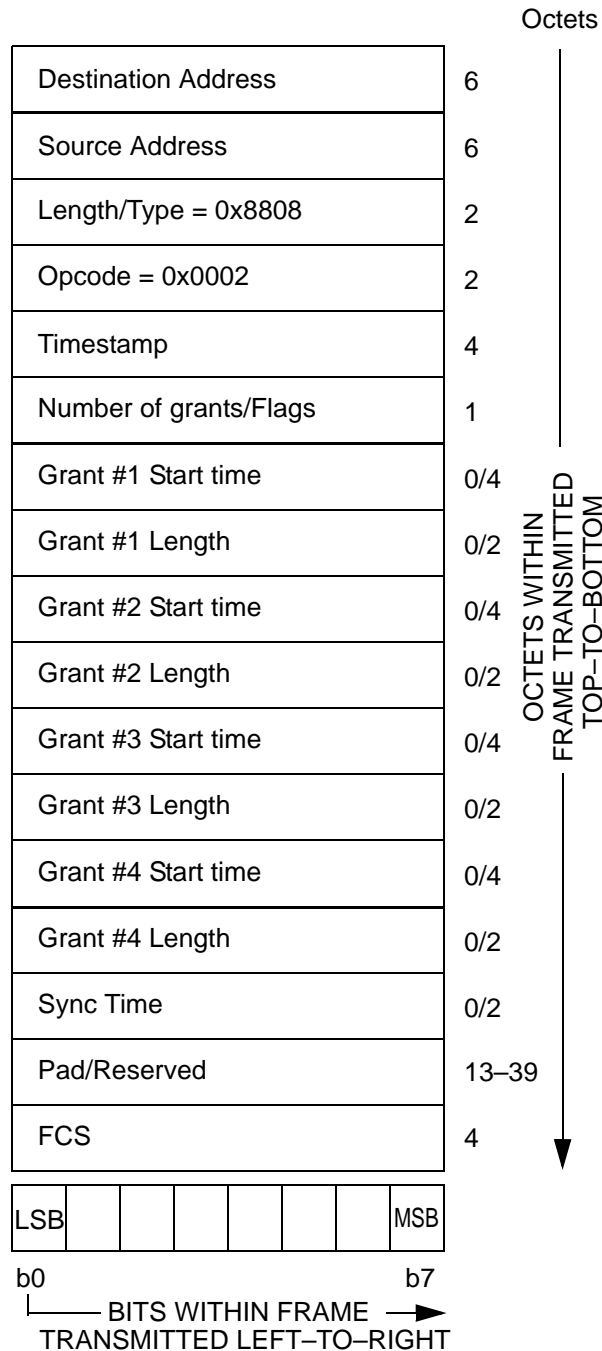 Octets
Destination Address 6
Source Address 6
Length/Type = 0x8808 2
Opcode = 0x0002 2
Timestamp 4
Number of grants/Flags 1
Grant #1 Start time 0/4
Grant #1 Length 0/2
Grant #2 Start time 0/4
Grant #2 Length 0/2
Grant #3 Start time 0/4
Grant #3 Length 0/2
Grant #4 Start time 0/4
Grant #4 Length 0/2
Sync Time 0/2
Pad/Reserved 13–39
FCS 4
OCTETS WITHIN
FRAME TRANSMITTED
TOP–TO–BOTTOM
LSB MSB
b0 b7
BITS WITHIN FRAME
TRANSMITTED LEFT–TO–RIGHT